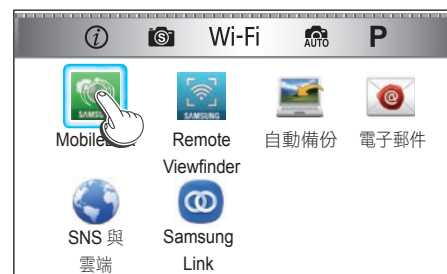 i S Wi-Fi AUTO P
SAMSUNG SAMSUNG
Remote 自動備份 電子郵件
Viewfinder
SNS 與 Samsung
雲端 Link